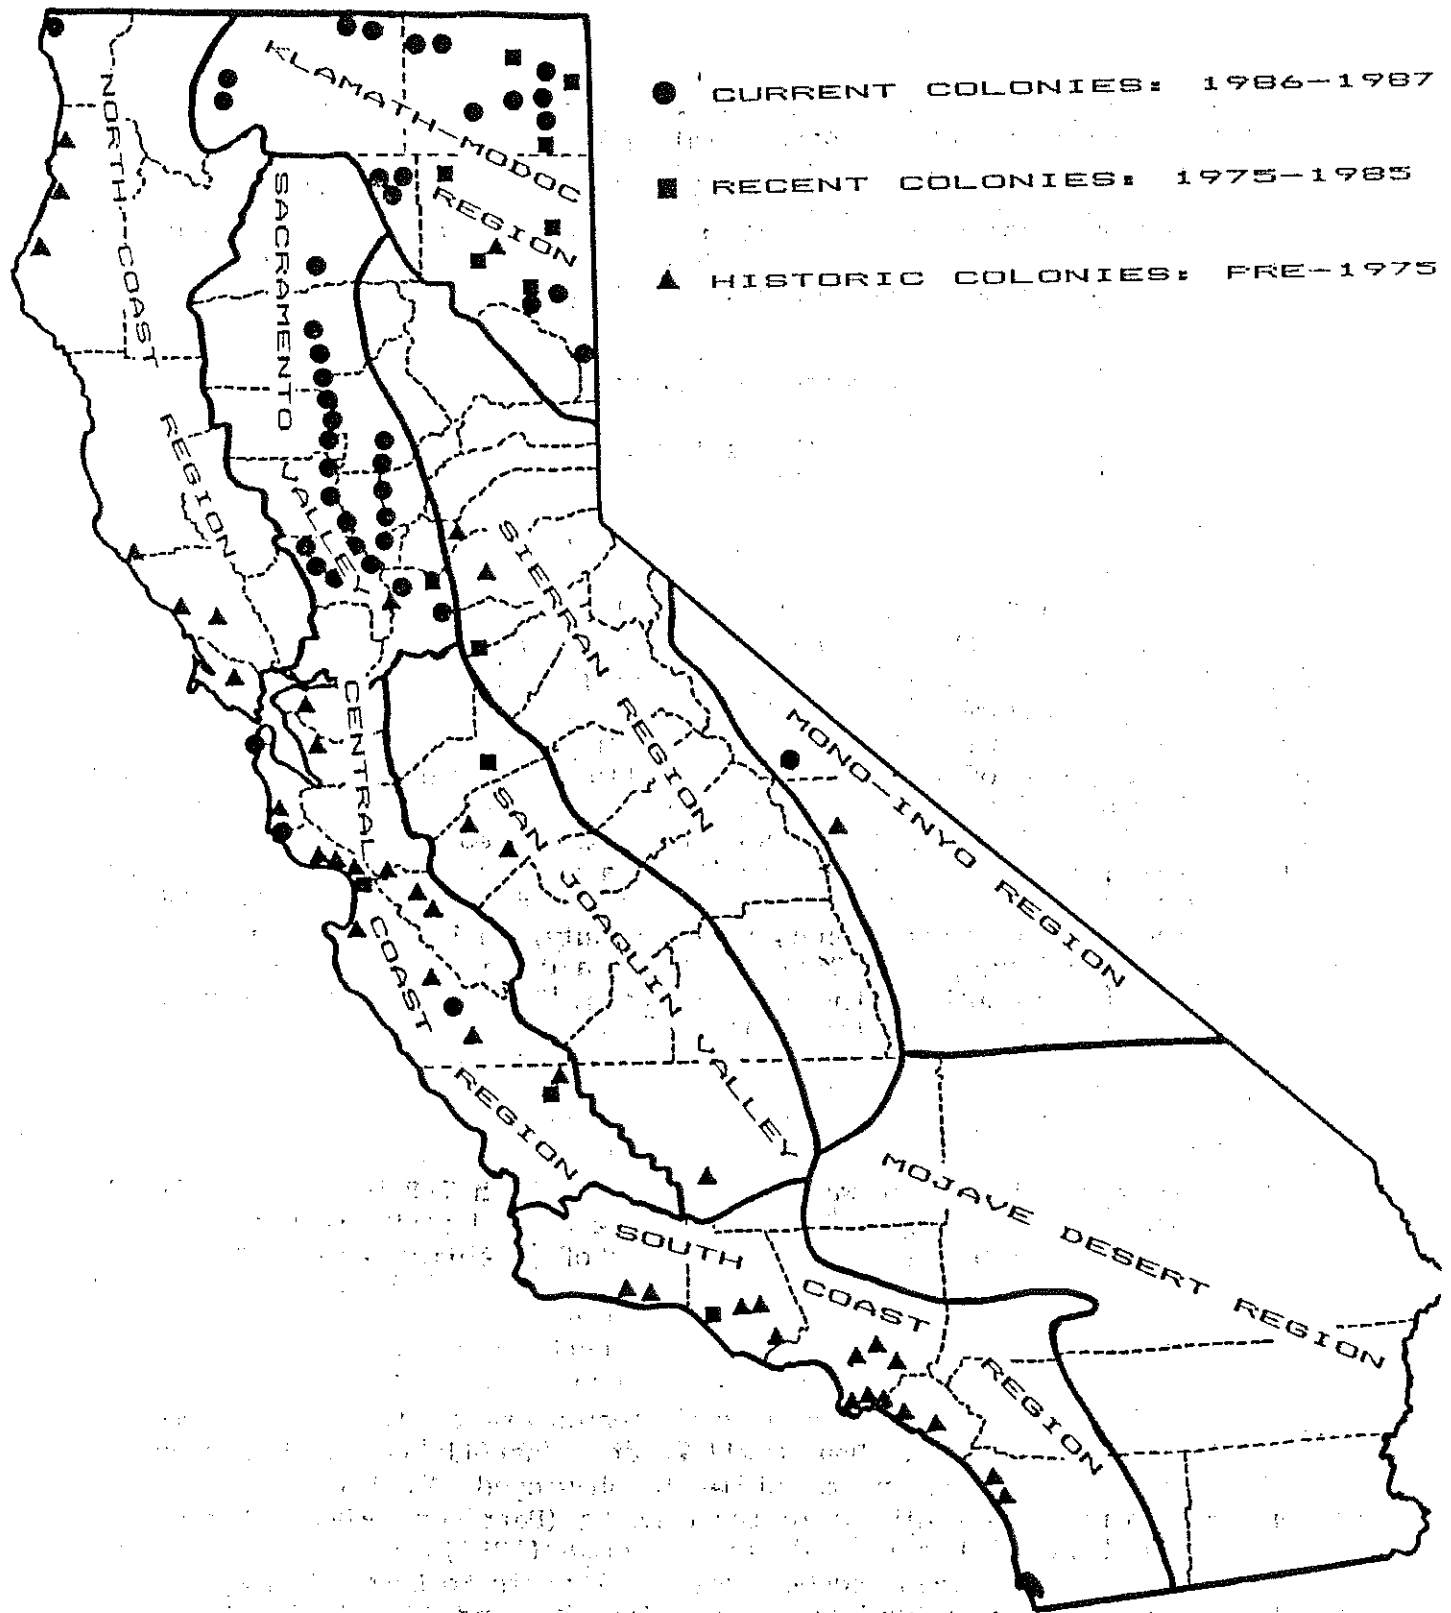 ● CURRENT COLONIES: 1986-1987
■ RECENT COLONIES: 1975-1985
▲ HISTORIC COLONIES: PRE-1975
KLAMATH-MODOC
REGION
NORTH COAST
REGION
SACRAMENTO
VALLEY
SIERRAN REGION
CENTRAL
COAST
REGION
SAN JOAQUIN VALLEY
MONO-INYO REGION
MOJAVE DESERT REGION
SOUTH
COAST
REGION